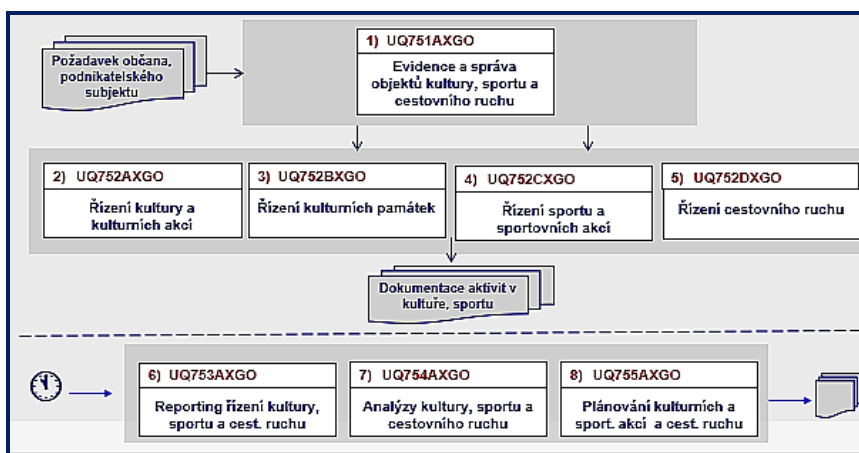 Požadavek občana,
podnikatelského
subjektu
1) UQ751AXGO
Evidence a správa
objektů kultury, sportu a
cestovního ruchu
2) UQ752AXGO
Řízení kultury a
kulturních akcí
3) UQ752BXGO
Řízení kulturních památek
4) UQ752CXGO
Řízení sportu a
sportovních akcí
5) UQ752DXGO
Řízení cestovního ruchu
Dokumentace aktivit v
kultuře, sportu
6) UQ753AXGO
Reporting řízení kultury,
sportu a cest. ruchu
7) UQ754AXGO
Analýzy kultury, sportu a
cestovního ruchu
8) UQ755AXGO
Plánování kulturních a
sport. akcí a cest. ruchu